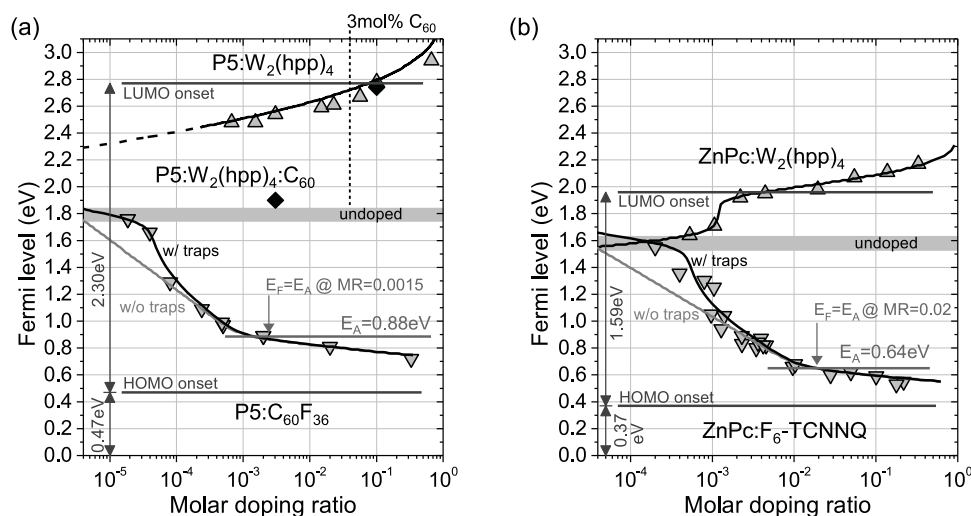 (a)
3mol% C60
3.0
2.8
2.6
2.4
2.2
2.0
1.8
1.6
1.4
1.2
1.0
0.8
0.6
0.4
0.2
0.0
Fermi level (eV)
P5:W2(hpp)4
LUMO onset
P5:W2(hpp)4:C60
undoped
w/ traps
w/o traps
2.30eV
EF=EA @ MR=0.0015
EA=0.88eV
HOMO onset
P5:C60F36
0.47eV
10-5
10-4
10-3
10-2
10-1
100
Molar doping ratio
(b)
3.0
2.8
2.6
2.4
2.2
2.0
1.8
1.6
1.4
1.2
1.0
0.8
0.6
0.4
0.2
0.0
Fermi level (eV)
ZnPc:W2(hpp)4
LUMO onset
undoped
w/ traps
w/o traps
1.59eV
EF=EA @ MR=0.02
EA=0.64eV
HOMO onset
ZnPc:F6-TCNNQ
0.37
eV
10-4
10-3
10-2
10-1
100
Molar doping ratio